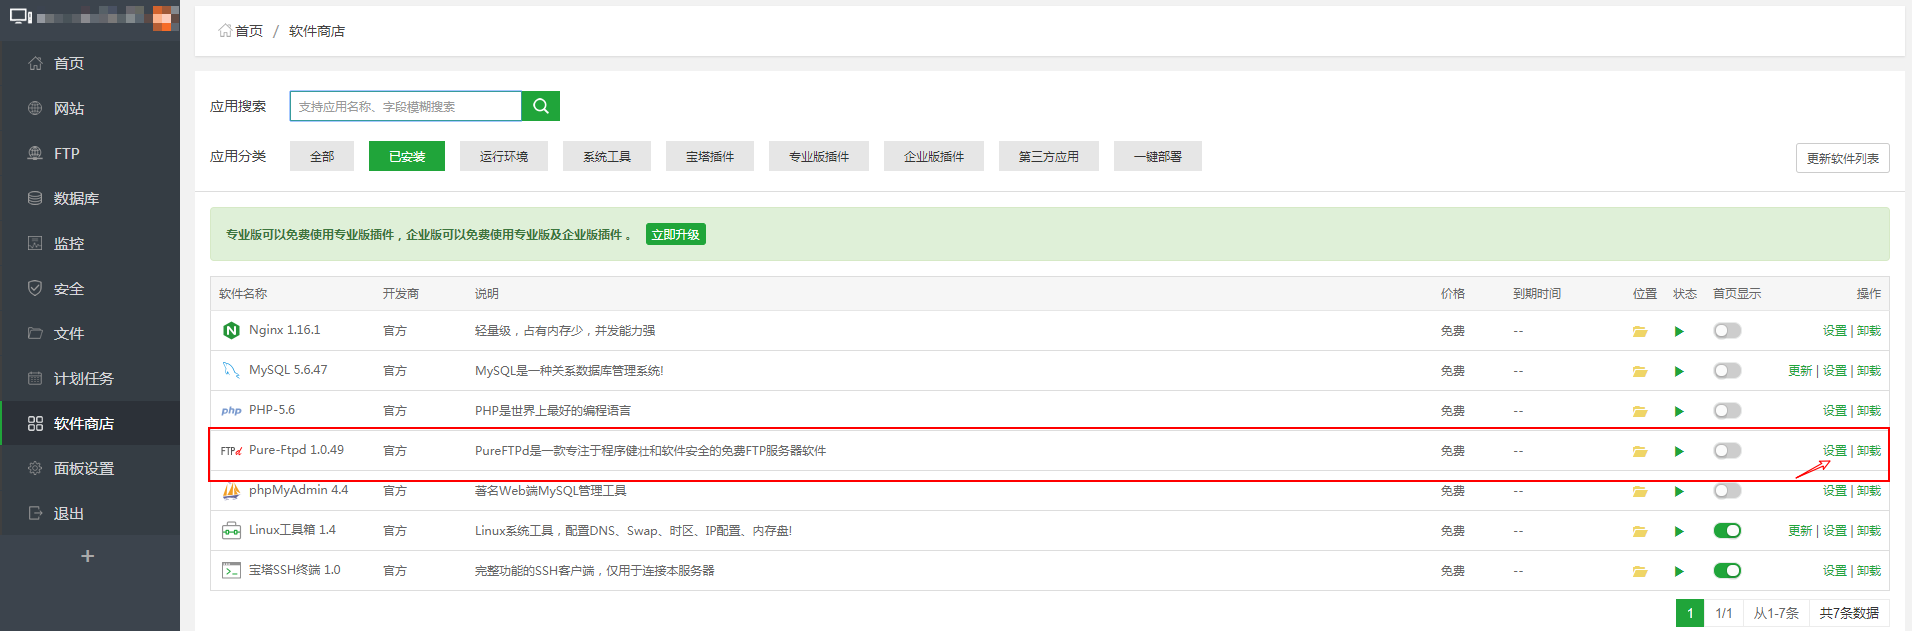 首页
网站
FTP
数据库
监控
安全
文件
计划任务
软件商店
面板设置
退出
+
首页 / 软件商店
应用搜索 支持应用名称、字段模糊搜索
应用分类 全部 已安装 运行环境 系统工具 宝塔插件 专业版插件 企业版插件 第三方应用 一键部署 更新软件列表
专业版可以免费使用专业版插件，企业版可以免费使用专业版及企业版插件 。 立即升级
软件名称 开发商 说明 价格 到期时间 位置 状态 首页显示 操作
Nginx 1.16.1 官方 轻量级，占有内存少，并发能力强 免费 -- 设置 | 卸载
MySQL 5.6.47 官方 MySQL是一种关系数据库管理系统! 免费 -- 更新 | 设置 | 卸载
php PHP-5.6 官方 PHP是世界上最好的编程语言 免费 -- 设置 | 卸载
FTPd Pure-Ftpd 1.0.49 官方 PureFTPd是一款专注于程序健壮和软件安全的免费FTP服务器软件 免费 -- 设置 | 卸载
phpMyAdmin 4.4 官方 著名Web端MySQL管理工具 免费 -- 设置 | 卸载
Linux工具箱 1.4 官方 Linux系统工具，配置DNS、Swap、时区、IP配置、内存盘! 免费 -- 更新 | 设置 | 卸载
宝塔SSH终端 1.0 官方 完整功能的SSH客户端，仅用于连接本服务器 免费 -- 设置 | 卸载
1 1/1 从1-7条 共7条数据